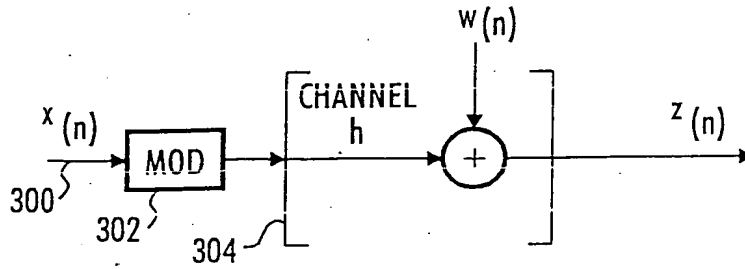 w(n)
x(n)
CHANNEL
h
z(n)
MOD
+
300
302
304